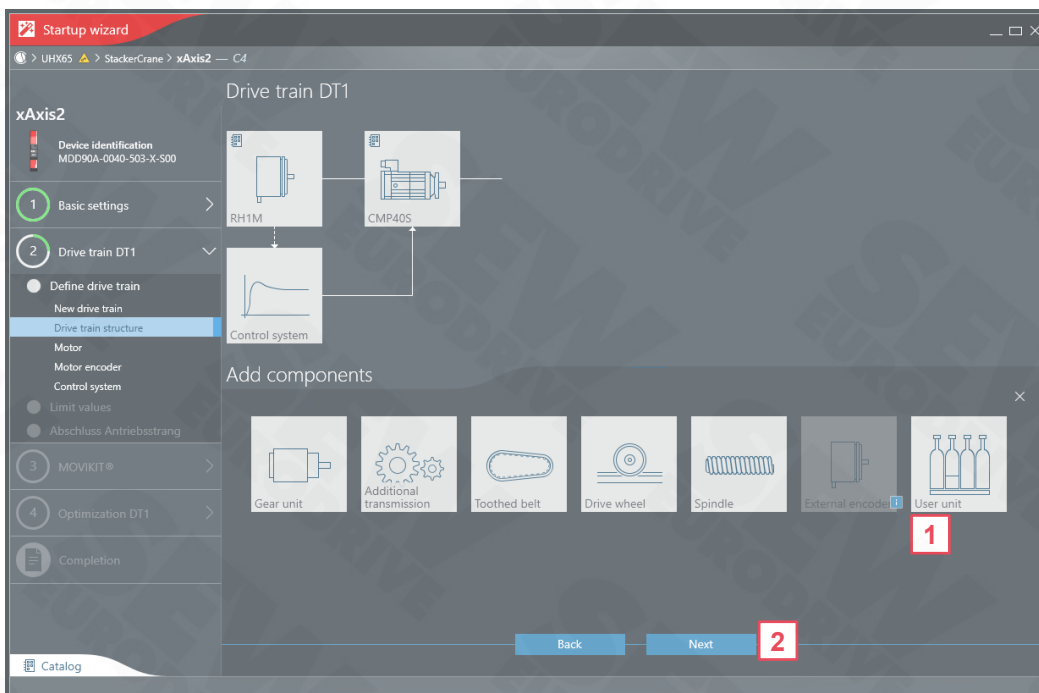 Startup wizard
> UHX65 > StackerCrane > xAxis2 — C4
Drive train DT1
xAxis2
Device identification
MDD90A-0040-503-X-S00
1 Basic settings
2 Drive train DT1
Define drive train
New drive train
Drive train structure
Motor
Motor encoder
Control system
Limit values
Abschluss Antriebsstrang
3 MOVIKIT®
4 Optimization DT1
Completion
Catalog
RH1M
CMP40S
Control system
Add components
Gear unit
Additional
transmission
Toothed belt
Drive wheel
Spindle
External encoder
i
User unit
1
Back
Next
2
SEW
EURODRIVE